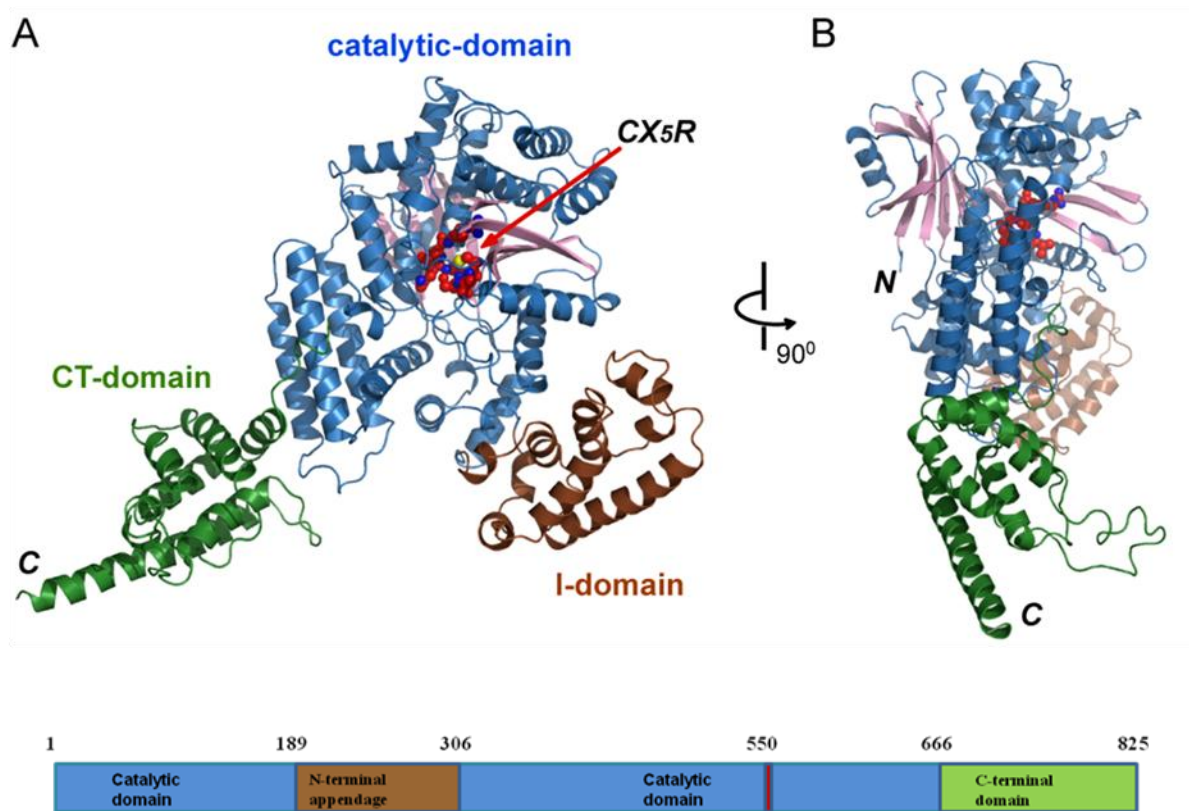 A
B
catalytic-domain
CX5R
N
90⁰
CT-domain
C
I-domain
C
1 189 306 550 666 825
Catalytic domain
N-terminal appendage
Catalytic domain
C-terminal domain